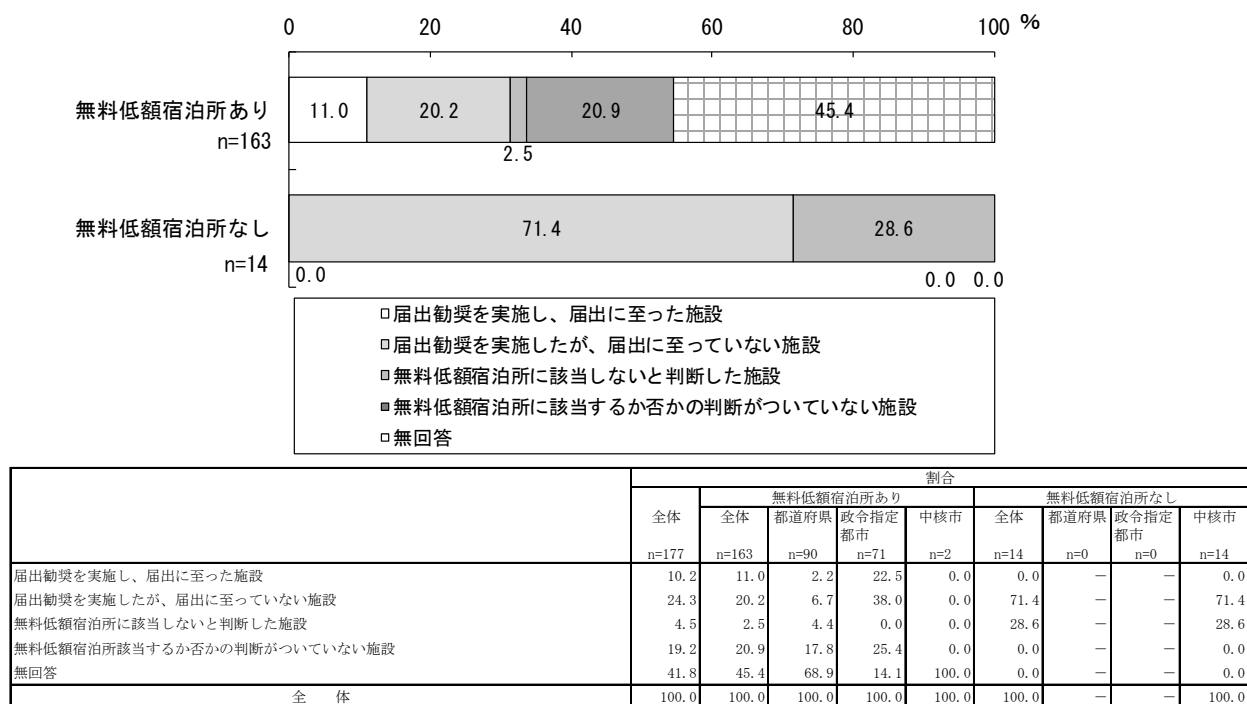 0 20 40 60 80 100 %
無料低額宿泊所あり
n=163
11.0 20.2 2.5 20.9 45.4
無料低額宿泊所なし
n=14
71.4 28.6
0.0 0.0 0.0
□届出勧奨を実施し、届出に至った施設
□届出勧奨を実施したが、届出に至っていない施設
■無料低額宿泊所に該当しないと判断した施設
■無料低額宿泊所に該当するか否かの判断がついていない施設
□無回答
割合
無料低額宿泊所あり 無料低額宿泊所なし
全体 全体 都道府県 政令指定 中核市 全体 都道府県 政令指定 中核市
都市 都市
n=177 n=163 n=90 n=71 n=2 n=14 n=0 n=0 n=14
届出勧奨を実施し、届出に至った施設 10.2 11.0 2.2 22.5 0.0 0.0 － － 0.0
届出勧奨を実施したが、届出に至っていない施設 24.3 20.2 6.7 38.0 0.0 71.4 － － 71.4
無料低額宿泊所に該当しないと判断した施設 4.5 2.5 4.4 0.0 0.0 28.6 － － 28.6
無料低額宿泊所該当するか否かの判断がついていない施設 19.2 20.9 17.8 25.4 0.0 0.0 － － 0.0
無回答 41.8 45.4 68.9 14.1 100.0 0.0 － － 0.0
全 体 100.0 100.0 100.0 100.0 100.0 100.0 － － 100.0